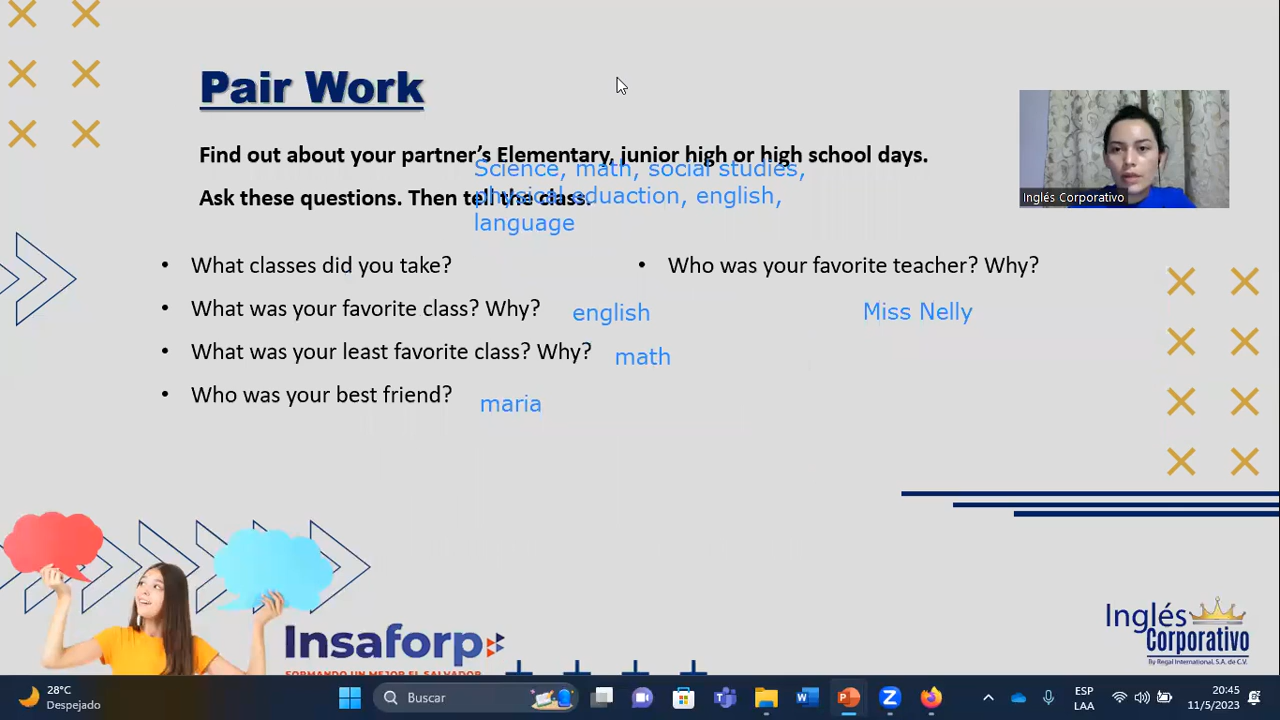 Pair Work
Find out about your partner's Elementary, junior high or high school days.
Science, math, social studies,
Ask these questions. Then tell the class.
physical eduaction, english,
language
• What classes did you take?
• What was your favorite class? Why?
english
• What was your least favorite class? Why?
math
• Who was your best friend?
maria
• Who was your favorite teacher? Why?
Miss Nelly
Inglés Corporativo
Insaforp
FORMANDO UN MEJOR EL SALVADOR
Inglés
Corporativo
By Regal International, S.A. de C.V.
28°C
Despejado
Buscar
ESP
LAA
20:45
11/5/2023